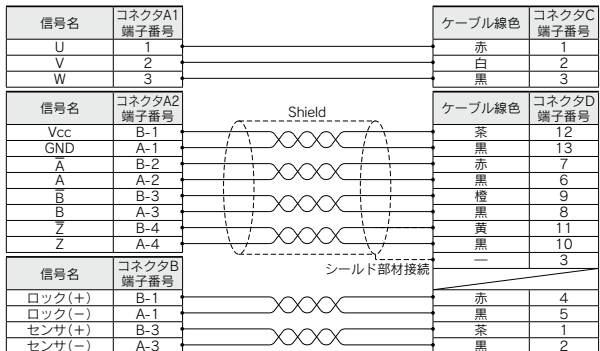 信号名 コネクタA1 端子番号 ケーブル線色 コネクタC 端子番号
U 1 赤 1
V 2 白 2
W 3 黒 3
信号名 コネクタA2 端子番号 Shield ケーブル線色 コネクタD 端子番号
Vcc B-1 茶 12
GND A-1 黒 13
A̅ B-2 赤 7
A A-2 黒 6
B̅ B-3 橙 9
B A-3 黒 8
Z̅ B-4 黄 11
Z A-4 黒 10
シールド部材接続 — 3
信号名 コネクタB 端子番号
ロック(+) B-1 赤 4
ロック(−) A-1 黒 5
センサ(+) B-3 茶 1
センサ(−) A-3 黒 2